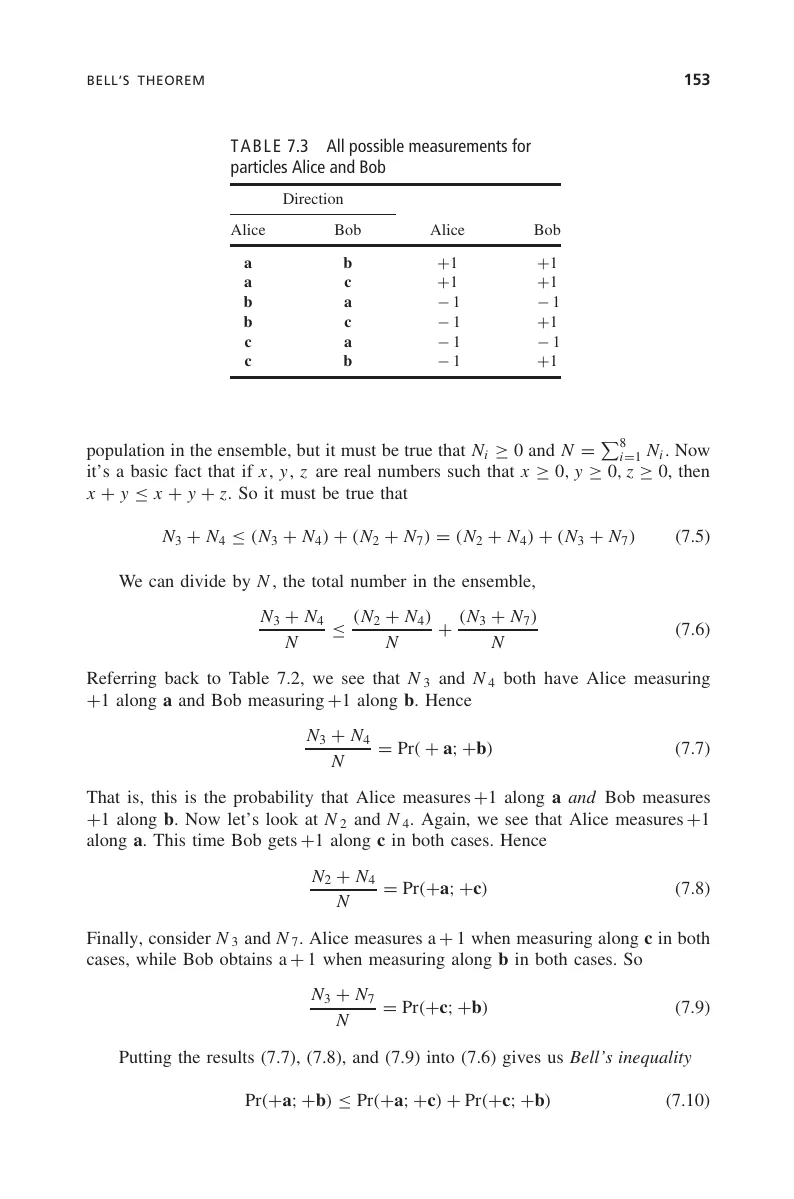 BELL'S THEOREM 153
TABLE 7.3 All possible measurements for
particles Alice and Bob
Direction
Alice Bob Alice Bob
a b +1 +1
a c +1 +1
b a − 1 − 1
b c − 1 +1
c a − 1 − 1
c b − 1 +1
population in the ensemble, but it must be true that N_i ≥ 0 and N = ∑_{i=1}^{8} N_i. Now
it's a basic fact that if x, y, z are real numbers such that x ≥ 0, y ≥ 0, z ≥ 0, then
x + y ≤ x + y + z. So it must be true that
N_3 + N_4 ≤ (N_3 + N_4) + (N_2 + N_7) = (N_2 + N_4) + (N_3 + N_7) (7.5)
We can divide by N, the total number in the ensemble,
\frac{N_3 + N_4}{N} ≤ \frac{(N_2 + N_4)}{N} + \frac{(N_3 + N_7)}{N} (7.6)
Referring back to Table 7.2, we see that N_3 and N_4 both have Alice measuring
+1 along a and Bob measuring +1 along b. Hence
\frac{N_3 + N_4}{N} = Pr( + a; +b) (7.7)
That is, this is the probability that Alice measures +1 along a and Bob measures
+1 along b. Now let's look at N_2 and N_4. Again, we see that Alice measures +1
along a. This time Bob gets +1 along c in both cases. Hence
\frac{N_2 + N_4}{N} = Pr(+a; +c) (7.8)
Finally, consider N_3 and N_7. Alice measures a + 1 when measuring along c in both
cases, while Bob obtains a + 1 when measuring along b in both cases. So
\frac{N_3 + N_7}{N} = Pr(+c; +b) (7.9)
Putting the results (7.7), (7.8), and (7.9) into (7.6) gives us Bell's inequality
Pr(+a; +b) ≤ Pr(+a; +c) + Pr(+c; +b) (7.10)